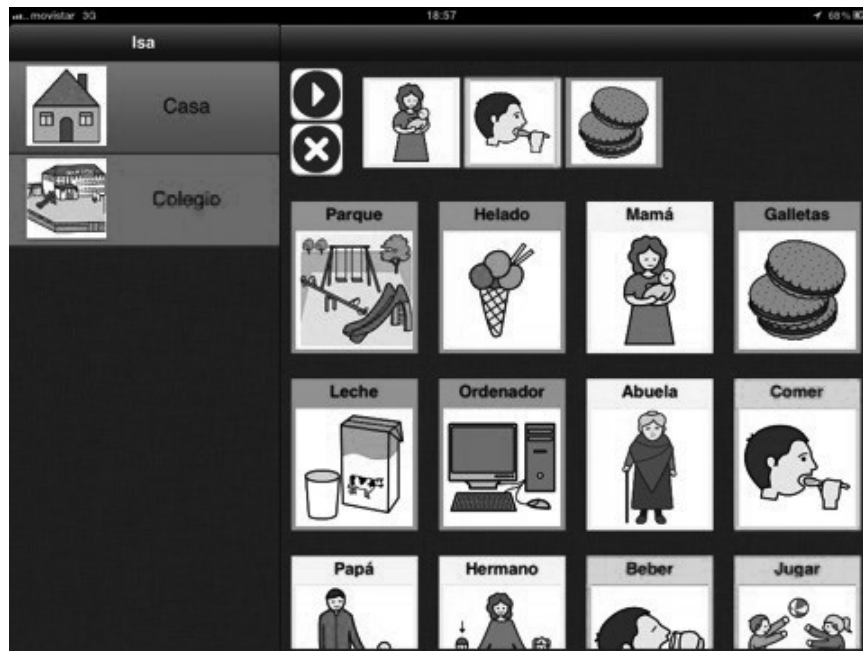 movistar 3G 18:57 68%
Isa
Casa
Colegio
Parque Helado Mamá Galletas
Leche Ordenador Abuela Comer
Papá Hermano Beber Jugar